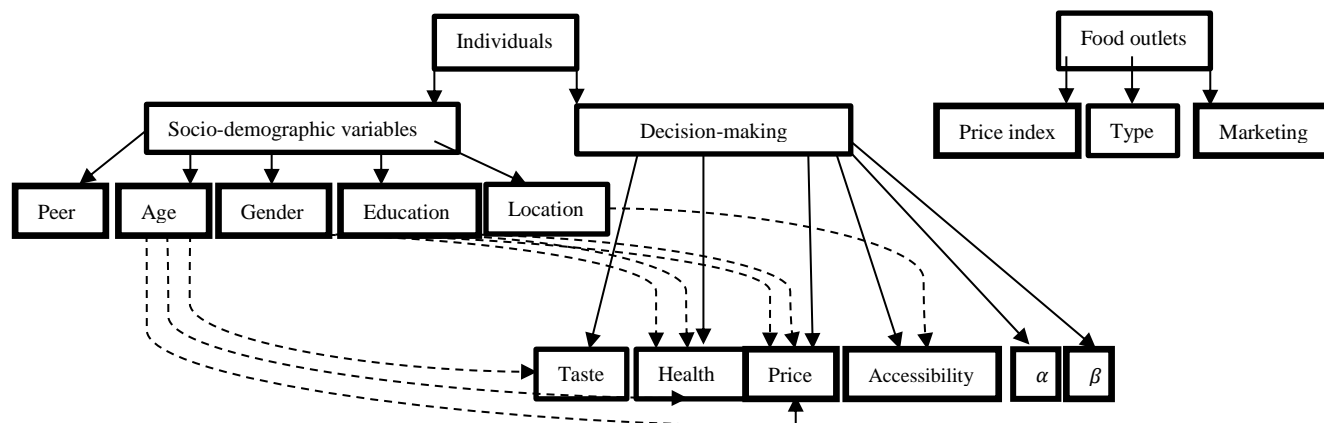 Individuals
Food outlets
Socio-demographic variables
Decision-making
Price index
Type
Marketing
Peer
Age
Gender
Education
Location
Taste
Health
Price
Accessibility
α
β